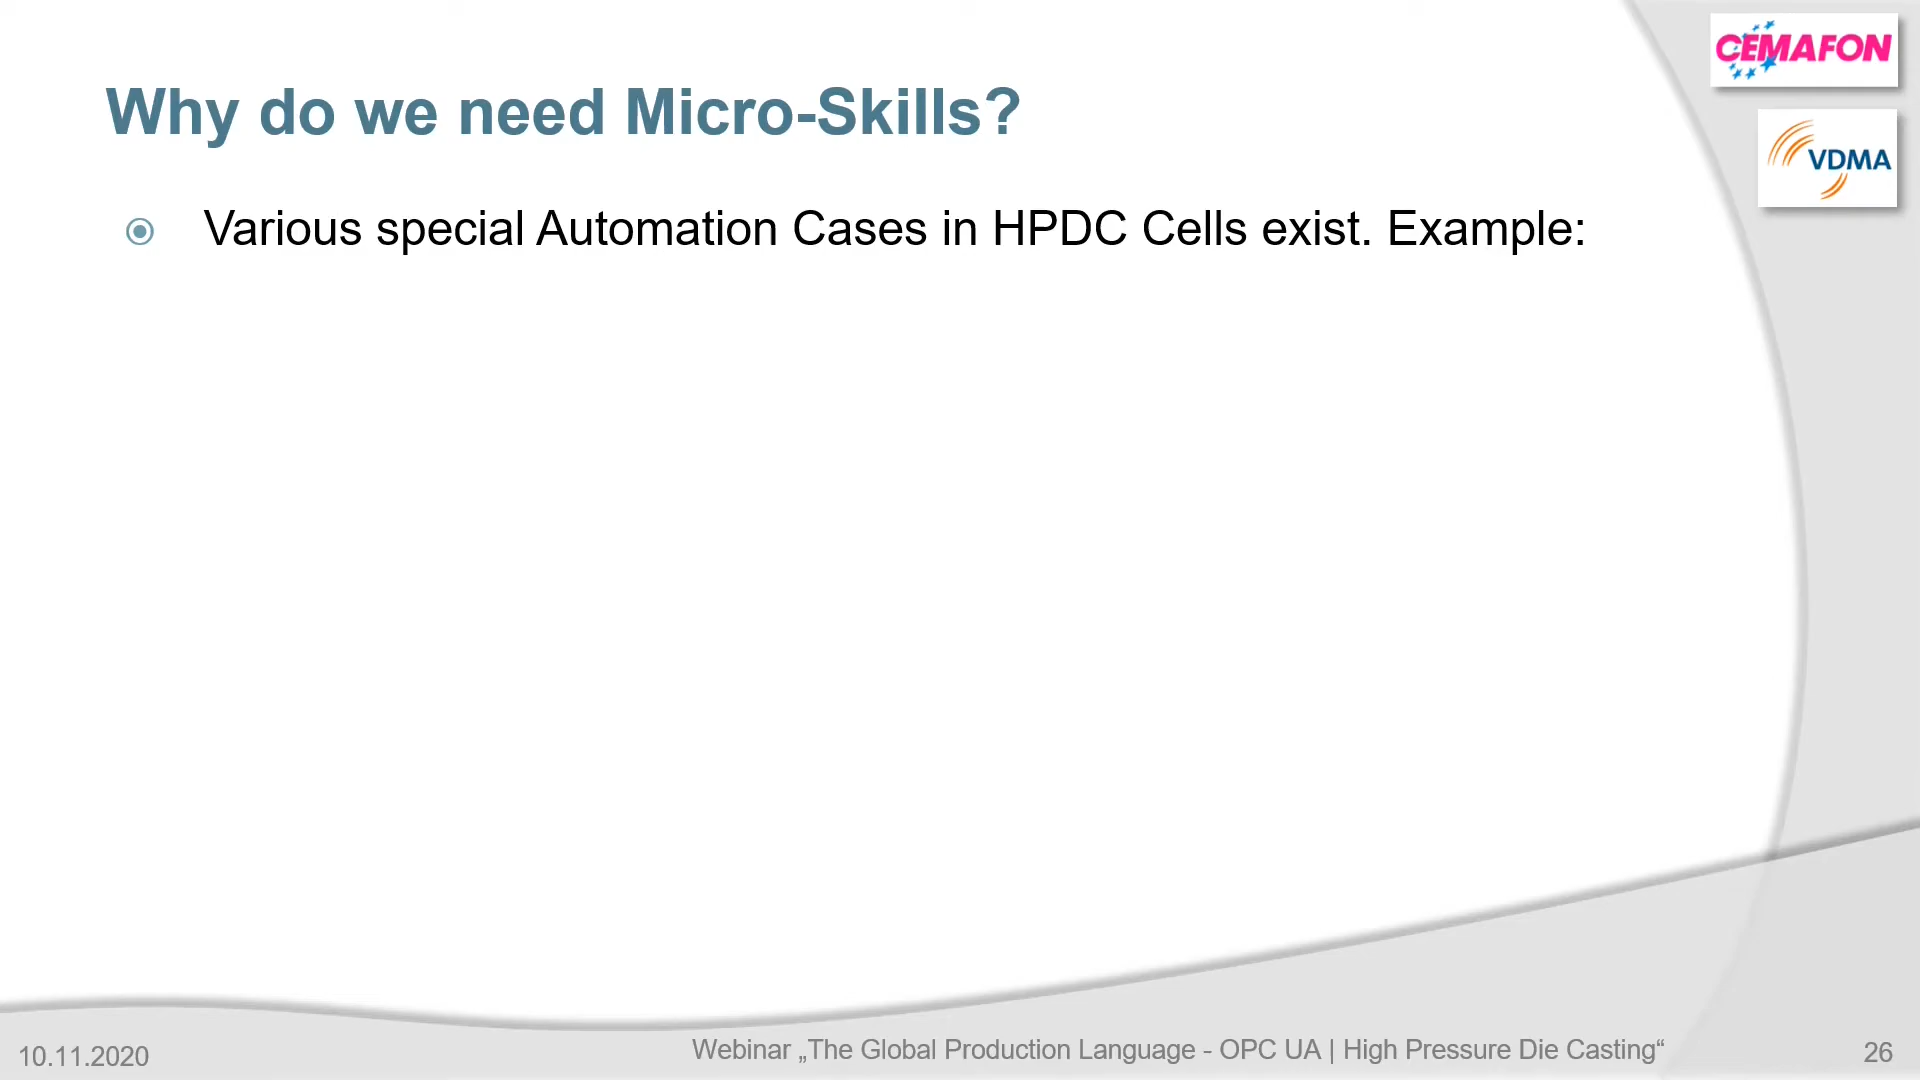 CEMAFON
Why do we need Micro-Skills?
VDMA
Various special Automation Cases in HPDC Cells exist. Example:
10.11.2020
Webinar „The Global Production Language - OPC UA | High Pressure Die Casting“
26